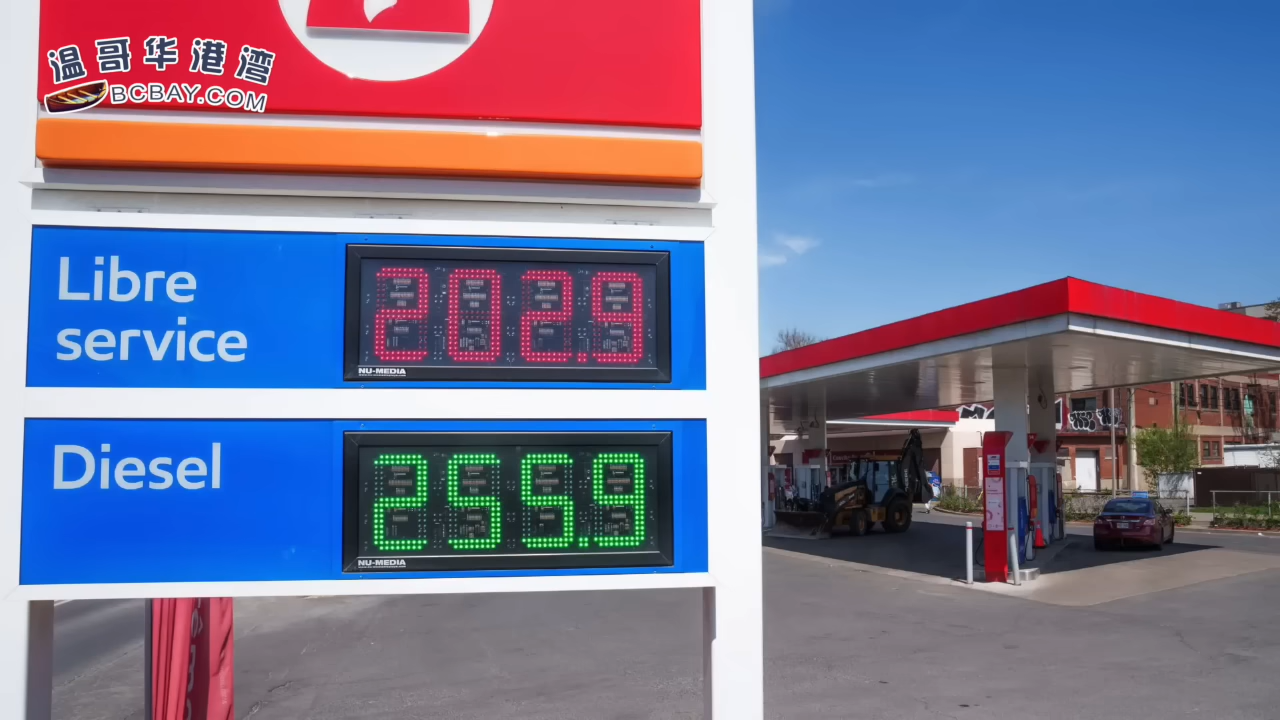 温哥华港湾
BCBAY.COM
Libre
service
202.9
NU-MEDIA
Diesel
255.9
NU-MEDIA